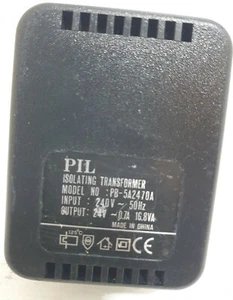 PIL
ISOLATING TRANSFORMER
MODEL NO :PB-5A2470A
INPUT: 240V ~ 50Hz
OUTPUT: 24V ~ 0.7A 16.8VA
MADE IN CHINA
125°C